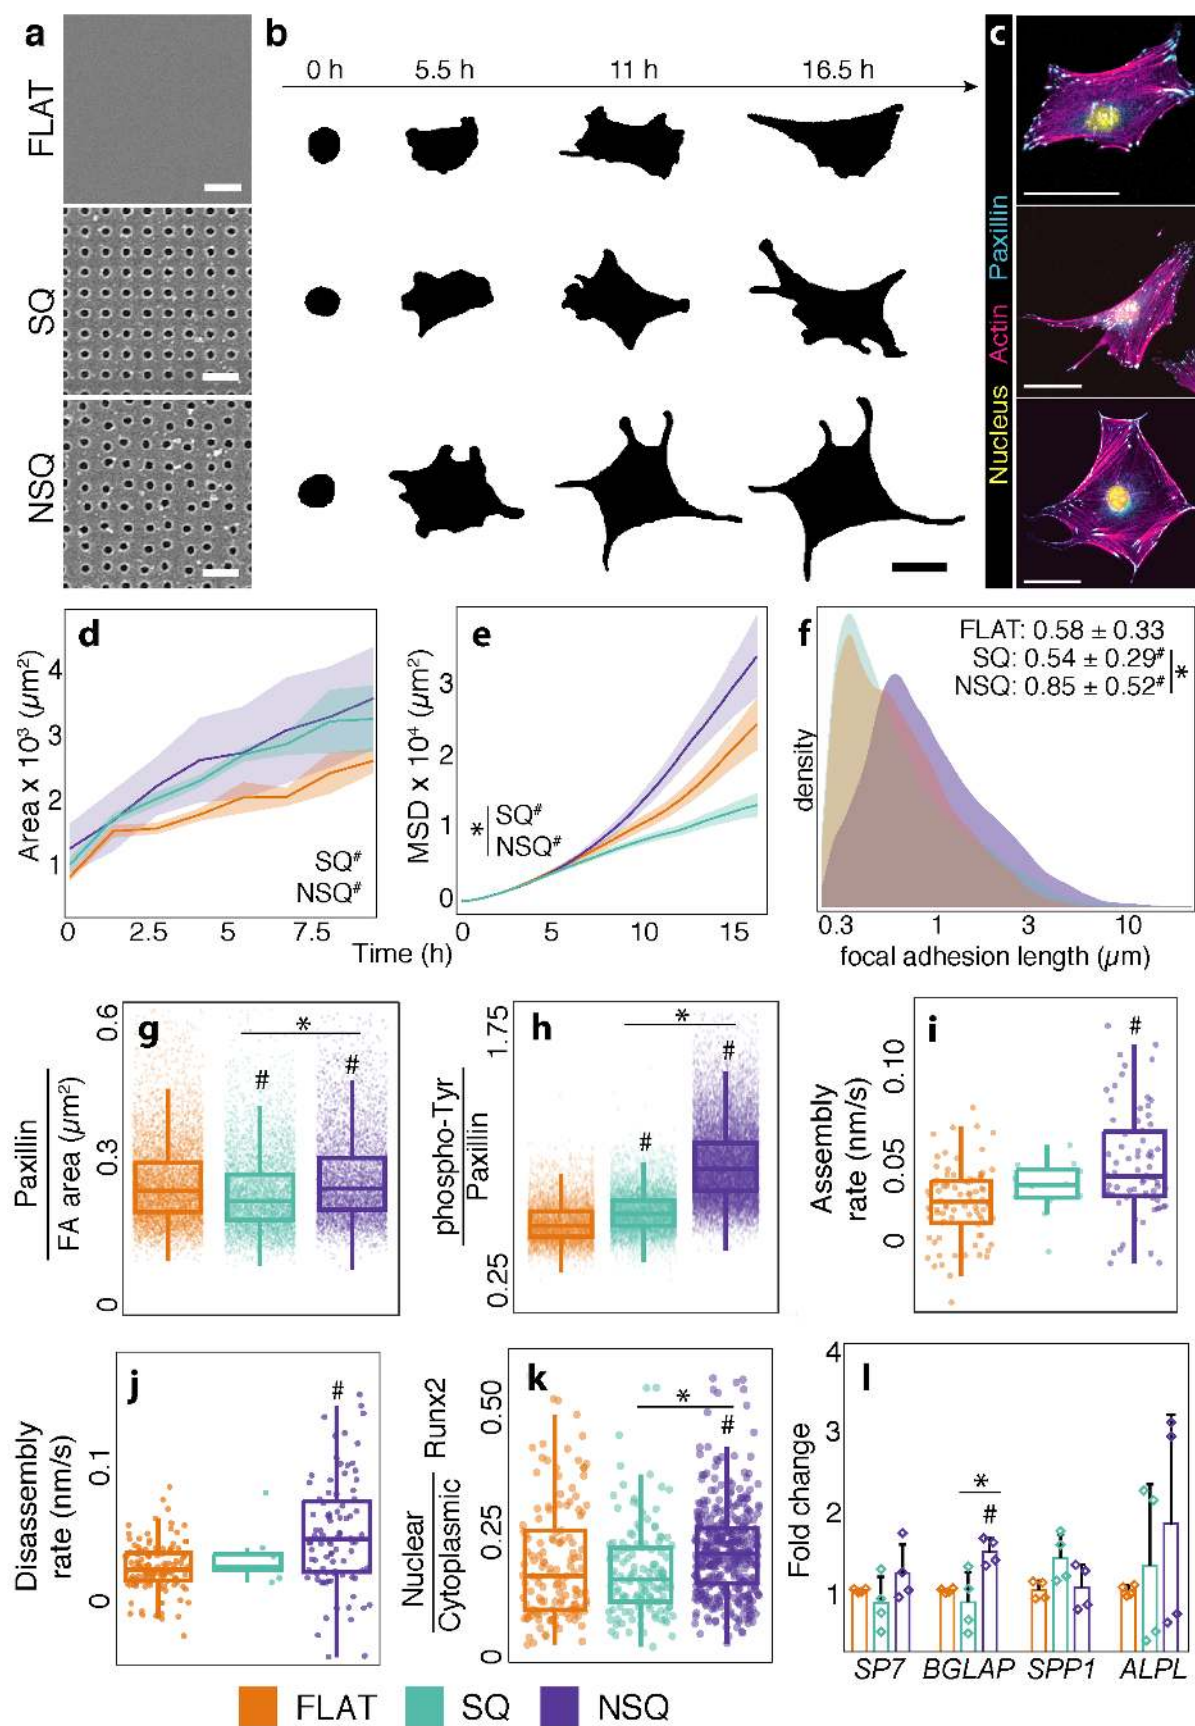 a
b
c
0 h 5.5 h 11 h 16.5 h
FLAT
SQ
NSQ
Nucleus Actin Paxillin
d
Area x 10³ (µm²)
4
3
2
1
SQ#
NSQ#
0 2.5 5 7.5
Time (h)
e
MSD x 10⁴ (µm²)
3
2
1
0
* SQ#
NSQ#
0 5 10 15
f
FLAT: 0.58 ± 0.33
SQ: 0.54 ± 0.29#
NSQ: 0.85 ± 0.52#
*
density
0.3 1 3 10
focal adhesion length (µm)
g
Paxillin
FA area (µm²)
0.6
0.3
0
*
# #
h
phospho-Tyr
Paxillin
1.75
0.25
*
# #
i
Assembly
rate (nm/s)
0.10
0.05
0
#
j
Disassembly
rate (nm/s)
0.1
0
#
k
Nuclear
Cytoplasmic
Runx2
0.50
0.25
0
*
#
l
Fold change
4
3
2
1
*
#
SP7 BGLAP SPP1 ALPL
FLAT SQ NSQ